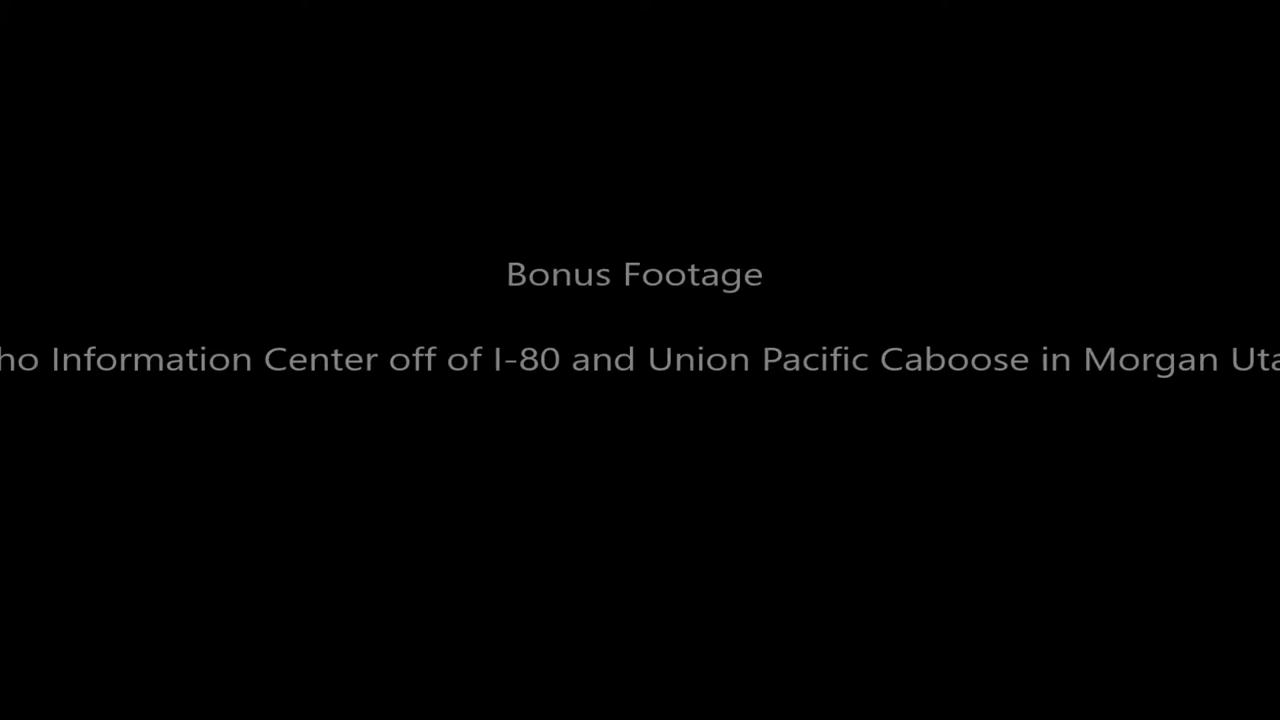 Bonus Footage
ho Information Center off of I-80 and Union Pacific Caboose in Morgan Uta